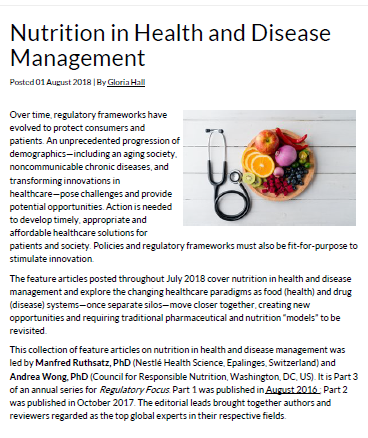 Nutrition in Health and Disease
Management
Posted 01 August 2018 | By Gloria Hall
Over time, regulatory frameworks have
evolved to protect consumers and
patients. An unprecedented progression of
demographics—including an aging society,
noncommunicable chronic diseases, and
transforming innovations in
healthcare—pose challenges and provide
potential opportunities. Action is needed
to develop timely, appropriate and
affordable healthcare solutions for
patients and society. Policies and regulatory frameworks must also be fit-for-purpose to
stimulate innovation.
The feature articles posted throughout July 2018 cover nutrition in health and disease
management and explore the changing healthcare paradigms as food (health) and drug
(disease) systems—once separate silos—move closer together, creating new
opportunities and requiring traditional pharmaceutical and nutrition "models" to be
revisited.
This collection of feature articles on nutrition in health and disease management was
led by Manfred Ruthsatz, PhD (Nestlé Health Science, Epalinges, Switzerland) and
Andrea Wong, PhD (Council for Responsible Nutrition, Washington, DC, US). It is Part 3
of an annual series for Regulatory Focus. Part 1 was published in August 2016 ; Part 2
was published in October 2017. The editorial leads brought together authors and
reviewers regarded as the top global experts in their respective fields.